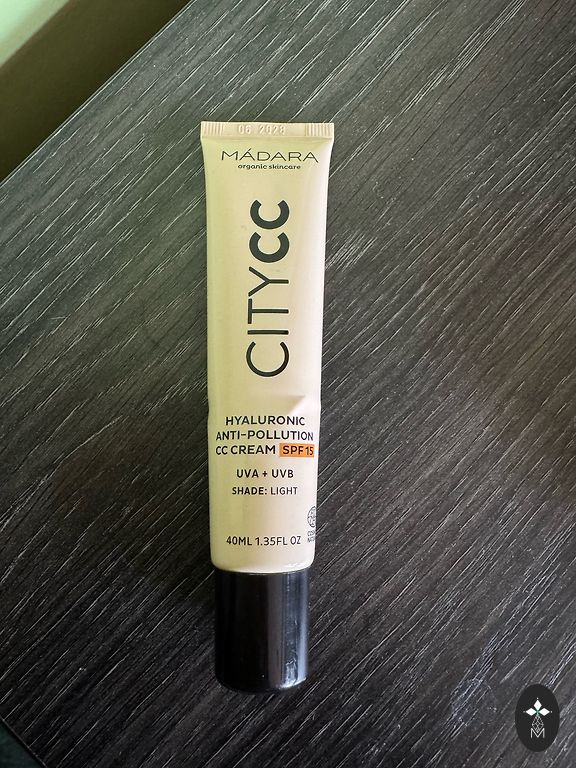 06 2028
MÁDARA
organic skincare
CITY CC
HYALURONIC
ANTI-POLLUTION
CC CREAM SPF15
UVA + UVB
SHADE: LIGHT
40ML 1.35FL OZ